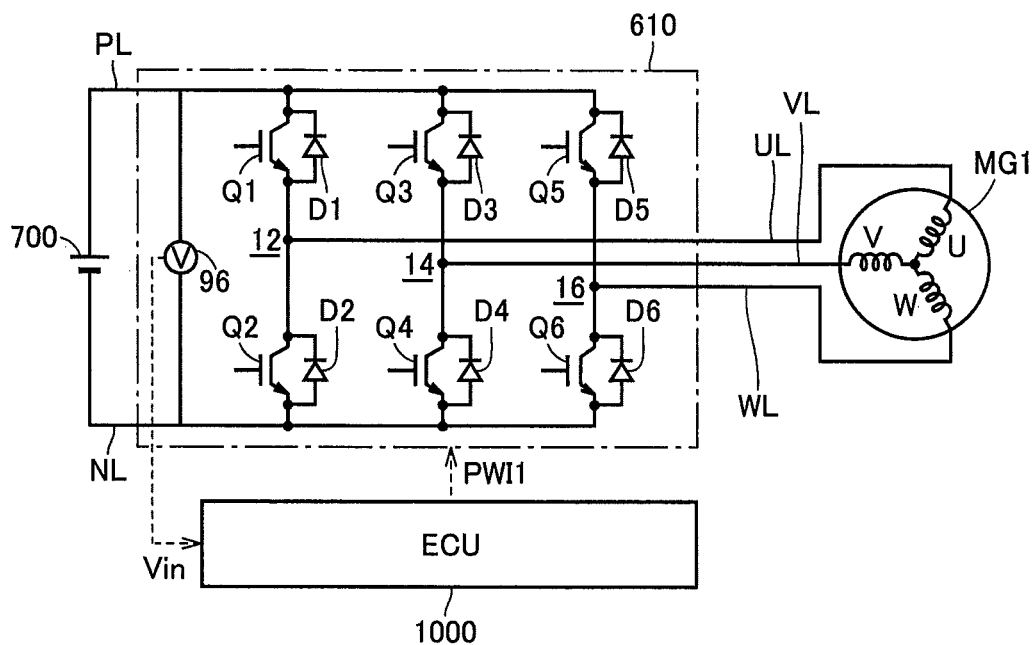 610
PL
VL
UL
MG1
Q1
D1
Q3
D3
Q5
D5
700
12
V
96
14
16
V
U
W
Q2
D2
Q4
D4
Q6
D6
WL
NL
PWI1
Vin
ECU
1000